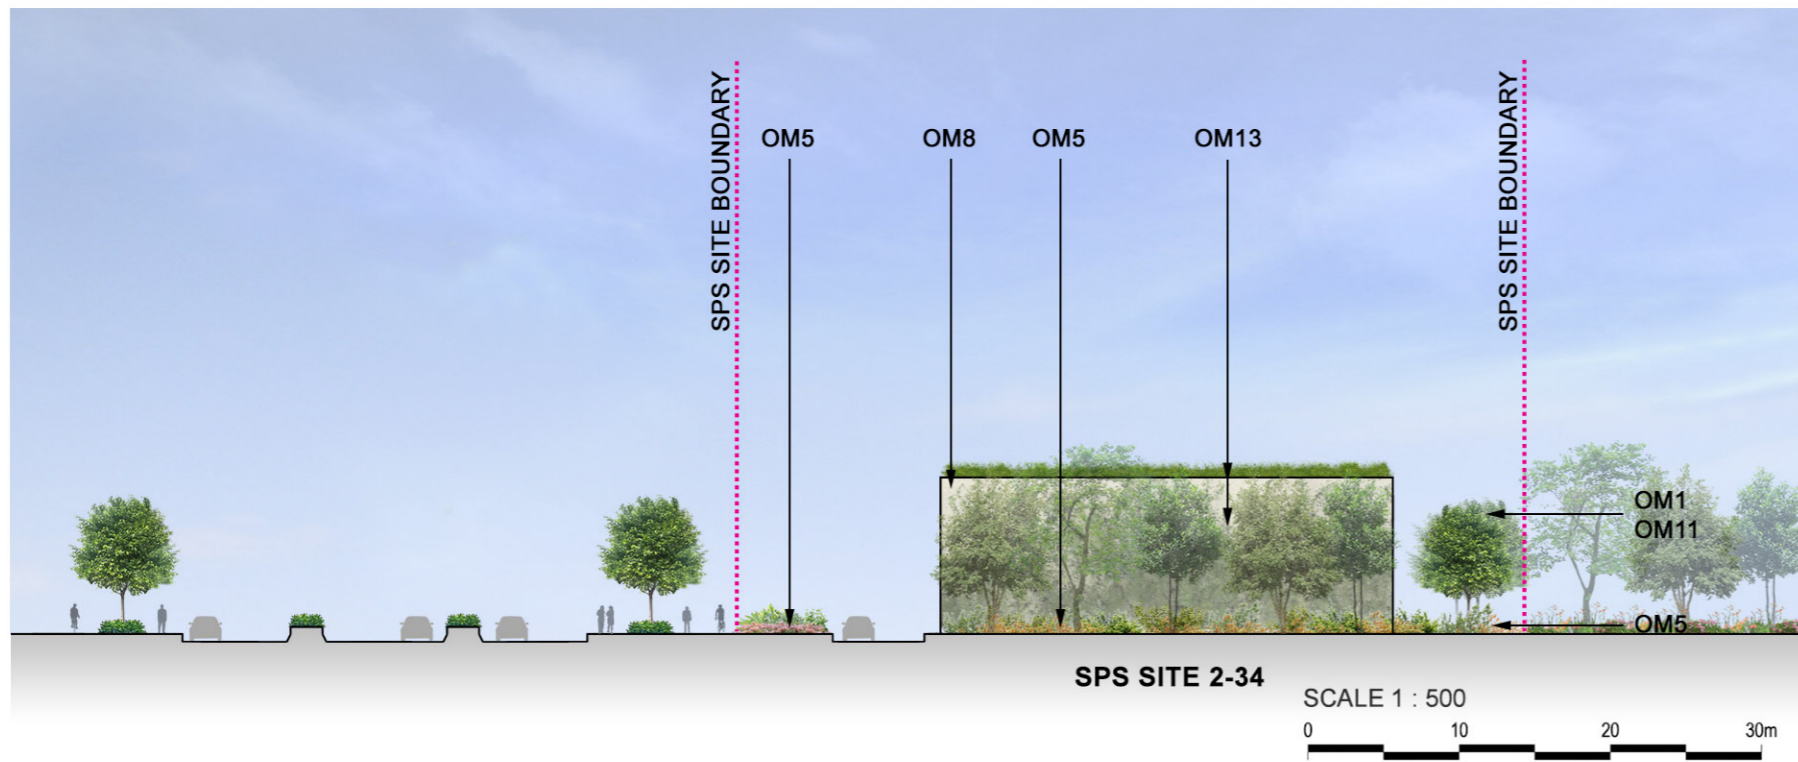 SPS SITE BOUNDARY
OM5
OM8
OM5
OM13
SPS SITE BOUNDARY
OM1
OM11
OM5
SPS SITE 2-34
SCALE 1 : 500
0 10 20 30m